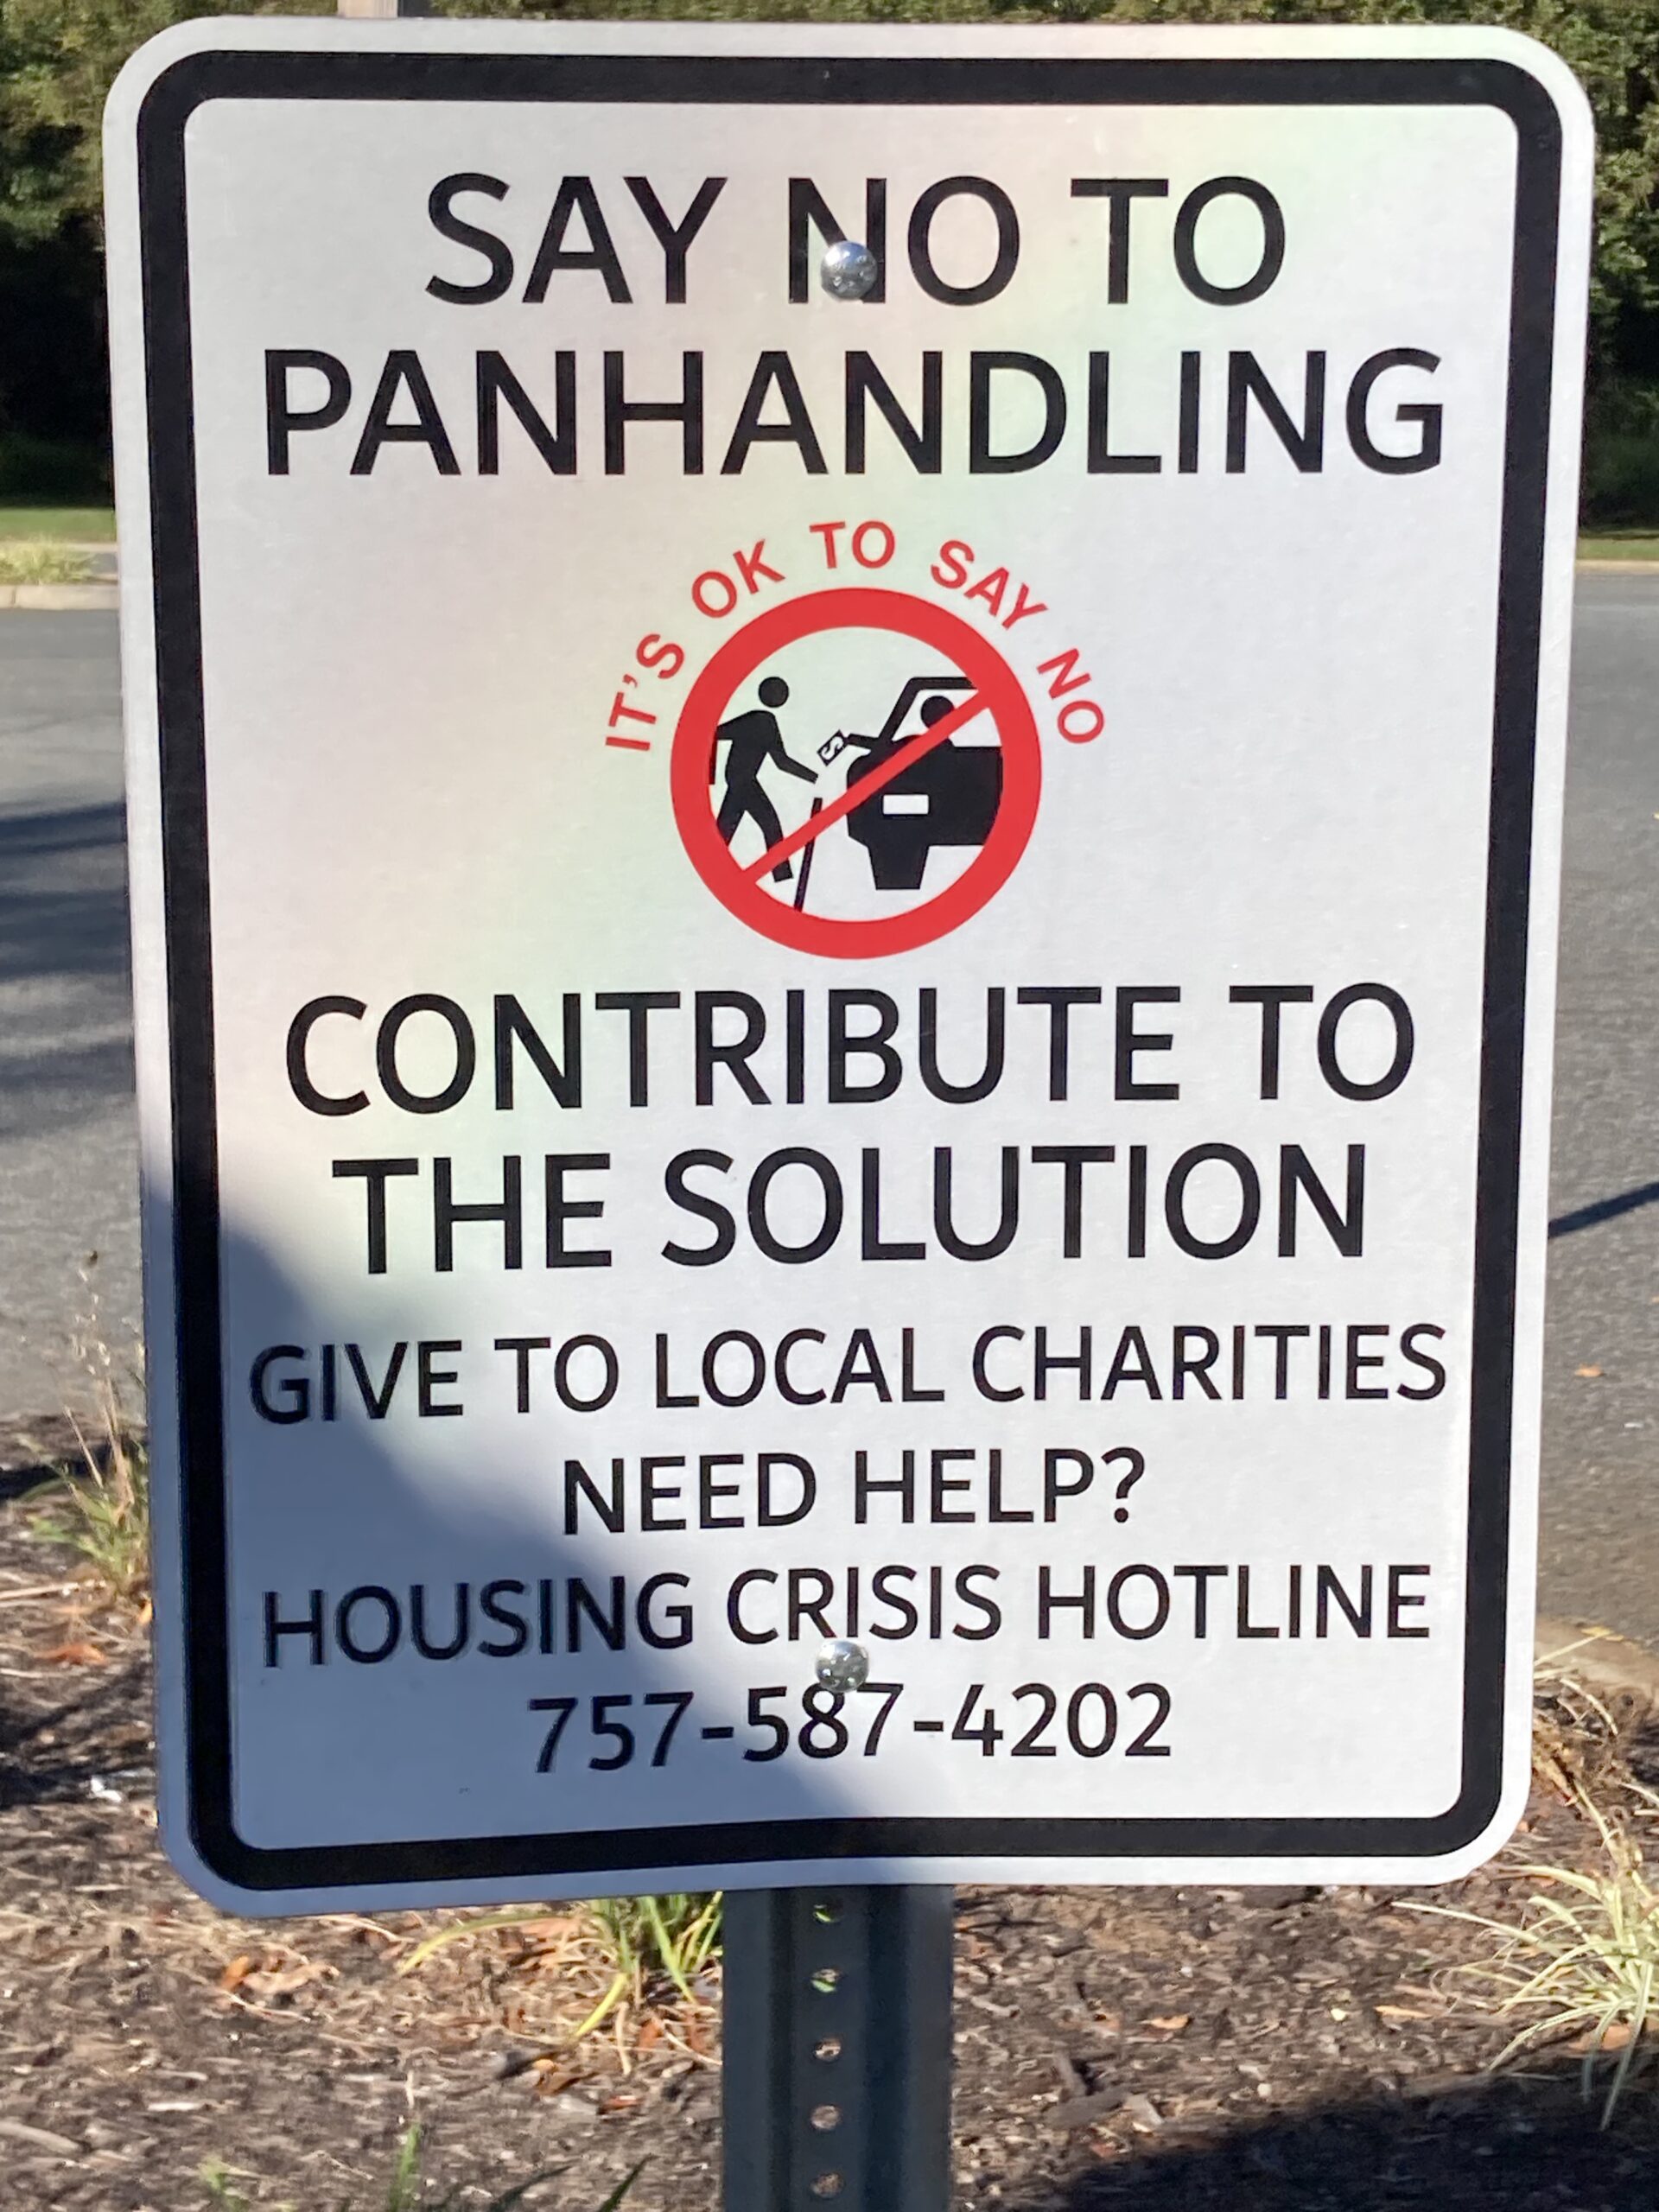 SAY NO TO
PANHANDLING
IT'S OK TO SAY NO
$
CONTRIBUTE TO
THE SOLUTION
GIVE TO LOCAL CHARITIES
NEED HELP?
HOUSING CRISIS HOTLINE
757-587-4202